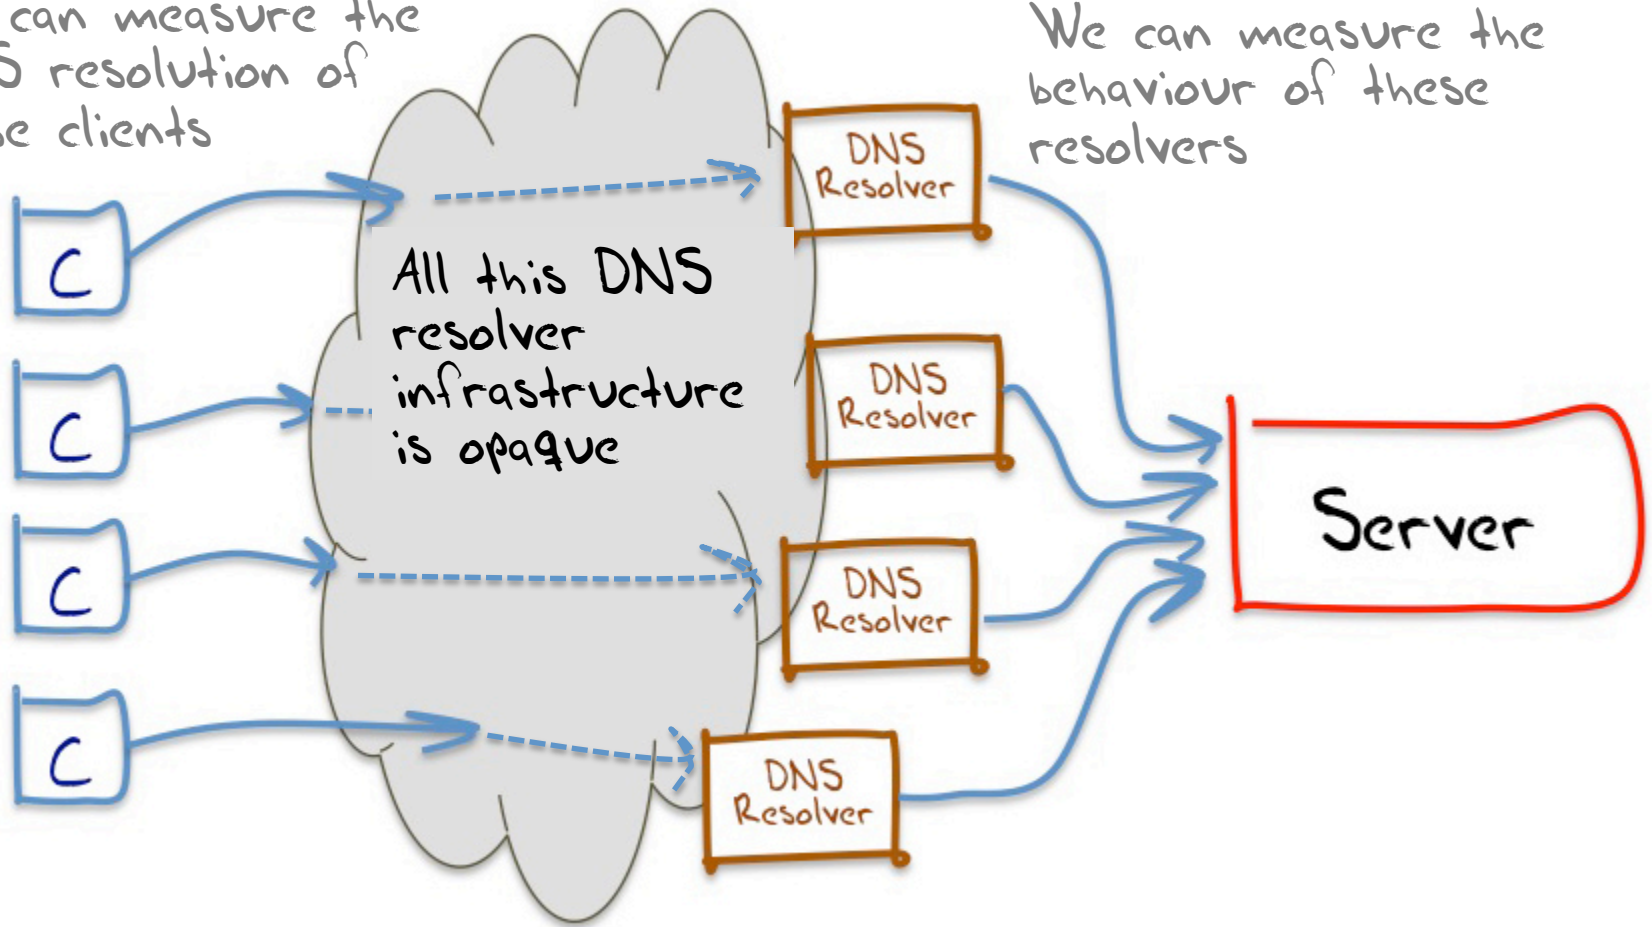 can measure the
S resolution of
se clients
We can measure the
behaviour of these
resolvers
C
C
C
C
All this DNS
resolver
infrastructure
is opaque
DNS
Resolver
DNS
Resolver
DNS
Resolver
DNS
Resolver
Server